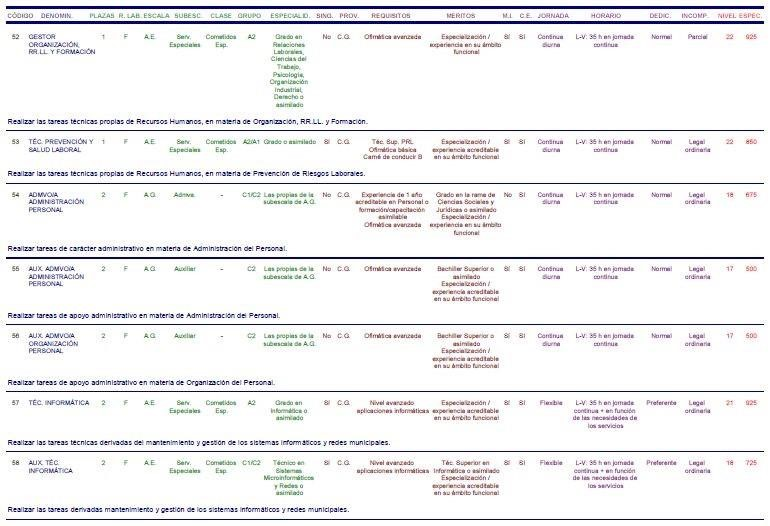 CÓDIGO DENOMIN. PLAZAS R. LAB. ESCALA SUBESC. CLASE GRUPO ESPECIALID. SING. PROV. REQUISITOS MERITOS M.I. C.E. JORNADA HORARIO DEDIC. INCOMP. NIVEL ESPEC.
52 GESTOR 1 F A.E. Serv. Cometidos A2 Grado en No C.G. Ofimática avanzada Especialización / SÍ SÍ Continua L-V: 35 h en jornada Normal Parcial 22 925
ORGANIZACIÓN, Especiales Esp. Relaciones experiencia en su ámbito diurna continua
RR.LL. Y FORMACIÓN Laborales, funcional
Ciencias del
Trabajo,
Psicología,
Organización
Industrial,
Derecho o
asimilado
Realizar las tareas técnicas propias de Recursos Humanos, en materia de Organización, RR.LL. y Formación.
53 TÉC. PREVENCIÓN Y 1 F A.E. Serv. Cometidos A2/A1 Grado o asimilado SÍ C.G. Téc. Sup. PRL Especialización / SÍ SÍ Continua L-V: 35 h en jornada Normal Legal 22 850
SALUD LABORAL Especiales Esp. Ofimática básica experiencia acreditable diurna continua ordinaria
Carné de conducir B en su ámbito funcional
Realizar las tareas técnicas propias de Recursos Humanos, en materia de Prevención de Riesgos Laborales.
54 ADMVO/A 2 F A.G. Admva. - C1/C2 Las propias de la No C.G. Experiencia de 1 año Grado en la rama de No SÍ Continua L-V: 35 h en jornada Normal Legal 18 675
ADMINISTRACIÓN subescala de A.G. acreditable en Personal o Ciencias Sociales y diurna continua ordinaria
PERSONAL formación/capacitación Jurídicas o asimilado
asimilable Especialización /
Ofimática avanzada experiencia acreditable
en su ámbito
funcional
Realizar tareas de carácter administrativo en materia de Administración del Personal.
55 AUX. ADMVO/A 2 F A.G. Auxiliar - C2 Las propias de la No C.G. Ofimática avanzada Bachiller Superior o SÍ SÍ Continua L-V: 35 h en jornada Normal Legal 17 500
ADMINISTRACIÓN subescala de A.G. asimilado diurna continua ordinaria
PERSONAL Especialización /
experiencia acreditable
en su ámbito funcional
Realizar tareas de apoyo administrativo en materia de Administración del Personal.
56 AUX. ADMVO/A 2 F A.G. Auxiliar - C2 Las propias de la No C.G. Ofimática avanzada Bachiller Superior o SÍ SÍ Continua L-V: 35 h en jornada Normal Legal 17 500
ORGANIZACIÓN subescala de A.G. asimilado diurna continua ordinaria
PERSONAL Especialización /
experiencia acreditable
en su ámbito funcional
Realizar tareas de apoyo administrativo en materia de Organización del Personal.
57 TÉC. INFORMÁTICA 2 F A.E. Serv. Cometidos A2 Grado en SÍ C.G. Nivel avanzado Especialización / SÍ SÍ Flexible L-V: 35 h en jornada Preferente Legal 21 925
Especiales Esp. Informática o aplicaciones informáticas experiencia acreditable continua + en función ordinaria
asimilado en su ámbito funcional de las necesidades de
los servicios
Realizar las tareas técnicas derivadas del mantenimiento y gestión de los sistemas informáticos y redes municipales.
58 AUX. TÉC. 2 F A.E. Serv. Cometidos C1/C2 Técnico en SÍ C.G. Nivel avanzado Téc. Superior en SÍ SÍ Flexible L-V: 35 h en jornada Preferente Legal 18 725
INFORMÁTICA Especiales Esp. Sistemas aplicaciones informáticas Informática o asimilado continua + en función ordinaria
Microinformáticos Especialización / de las necesidades de
y Redes o experiencia acreditable los servicios
asimilado en su ámbito funcional
Realizar las tareas derivadas mantenimiento y gestión de los sistemas informáticos y redes municipales.